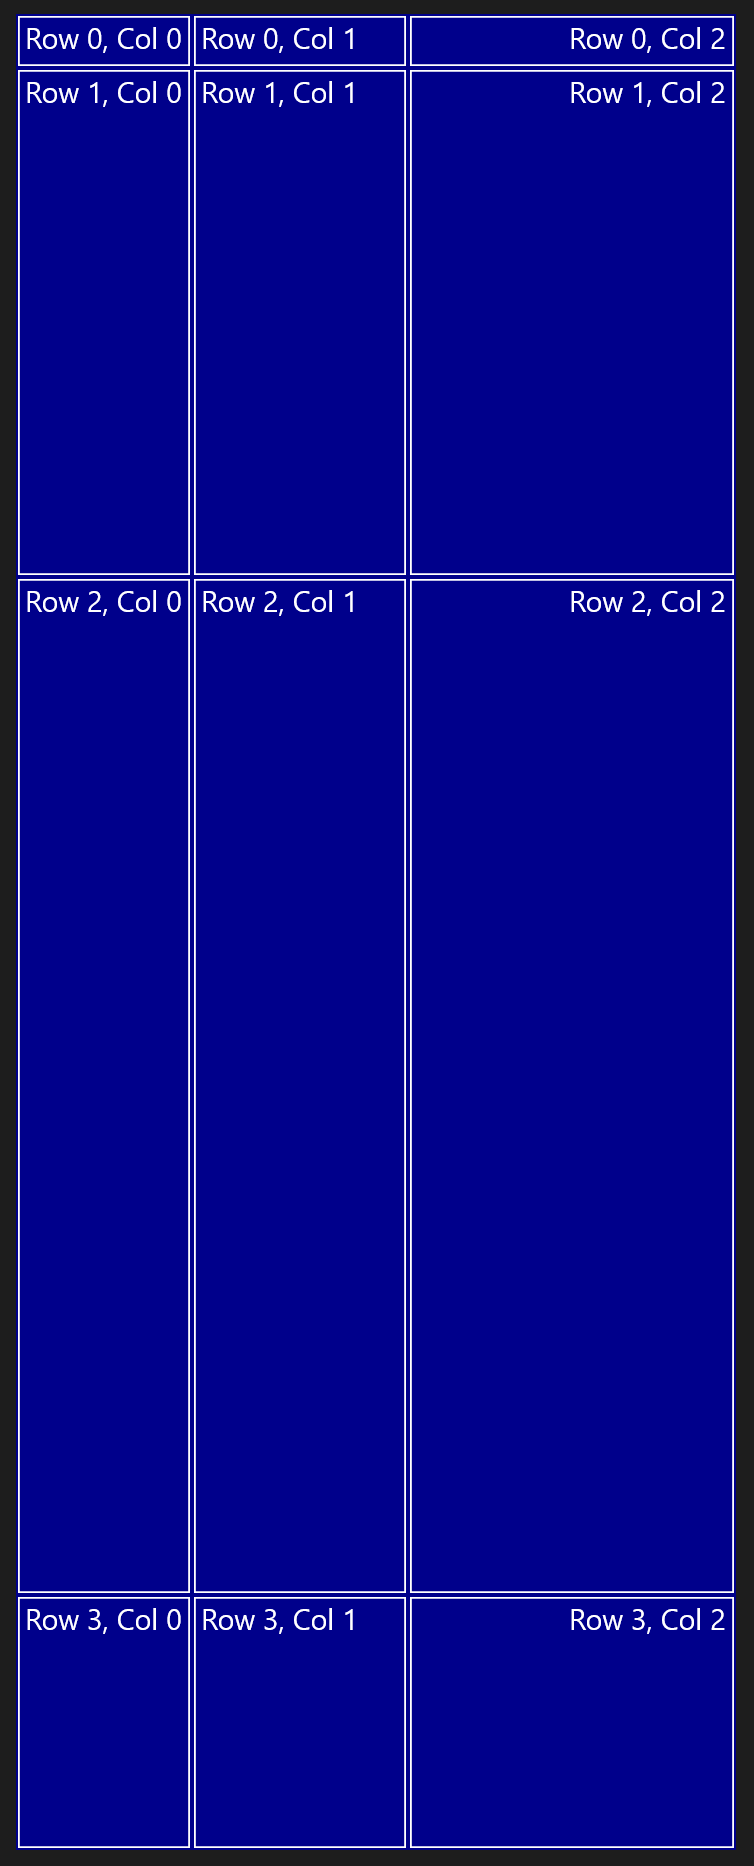 Row 0, Col 0 Row 0, Col 1 Row 0, Col 2
Row 1, Col 0 Row 1, Col 1 Row 1, Col 2
Row 2, Col 0 Row 2, Col 1 Row 2, Col 2
Row 3, Col 0 Row 3, Col 1 Row 3, Col 2